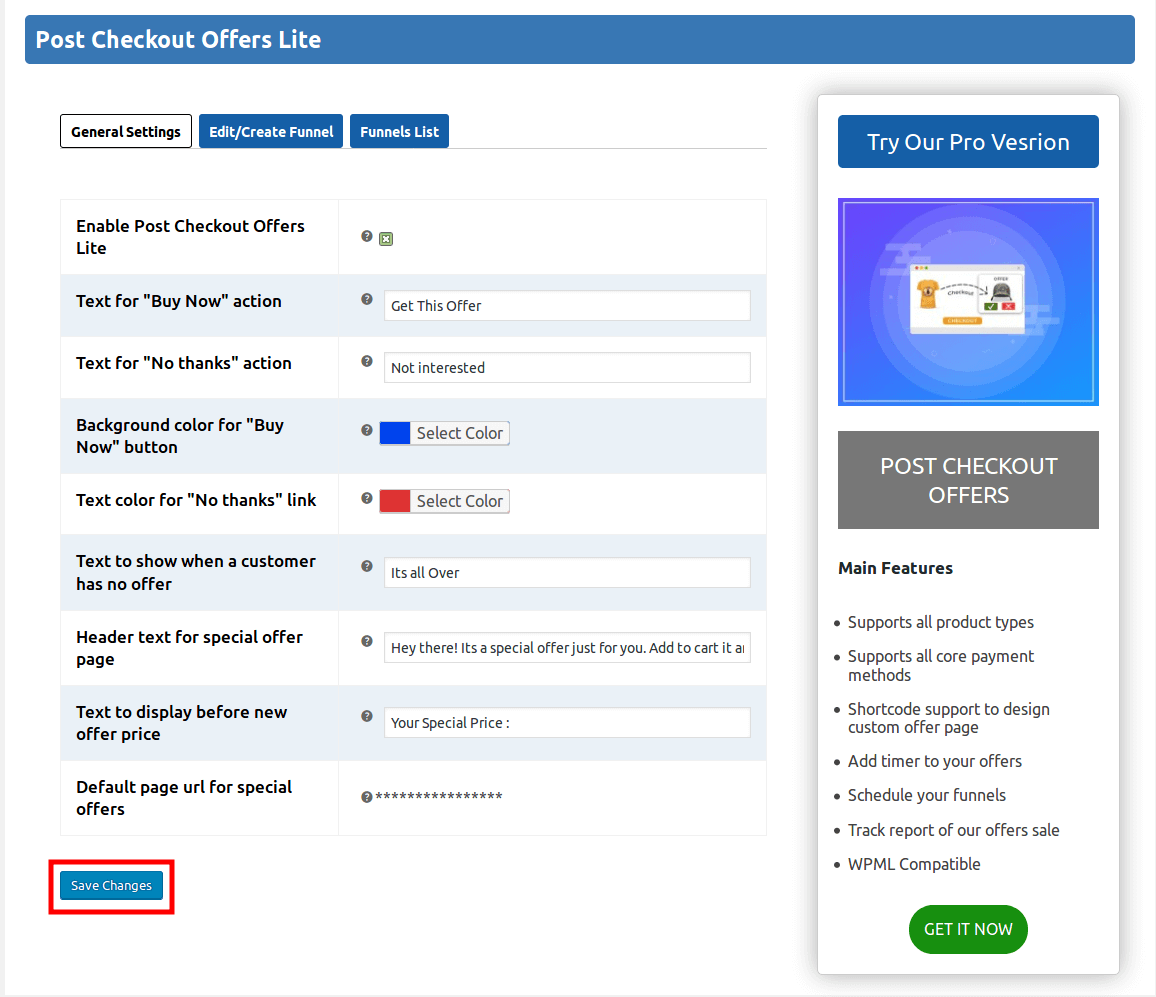 Post Checkout Offers Lite
General Settings
Edit/Create Funnel
Funnels List
Enable Post Checkout Offers
Lite
Text for "Buy Now" action
Get This Offer
Text for "No thanks" action
Not interested
Background color for "Buy
Now" button
Select Color
Text color for "No thanks" link
Select Color
Text to show when a customer
has no offer
Its all Over
Header text for special offer
page
Hey there! Its a special offer just for you. Add to cart it
Text to display before new
offer price
Your Special Price :
Default page url for special
offers
****************
Save Changes
Try Our Pro Vesrion
OFFER
Checkout
CHECKOUT
POST CHECKOUT
OFFERS
Main Features
Supports all product types
Supports all core payment
methods
Shortcode support to design
custom offer page
Add timer to your offers
Schedule your funnels
Track report of our offers sale
WPML Compatible
GET IT NOW